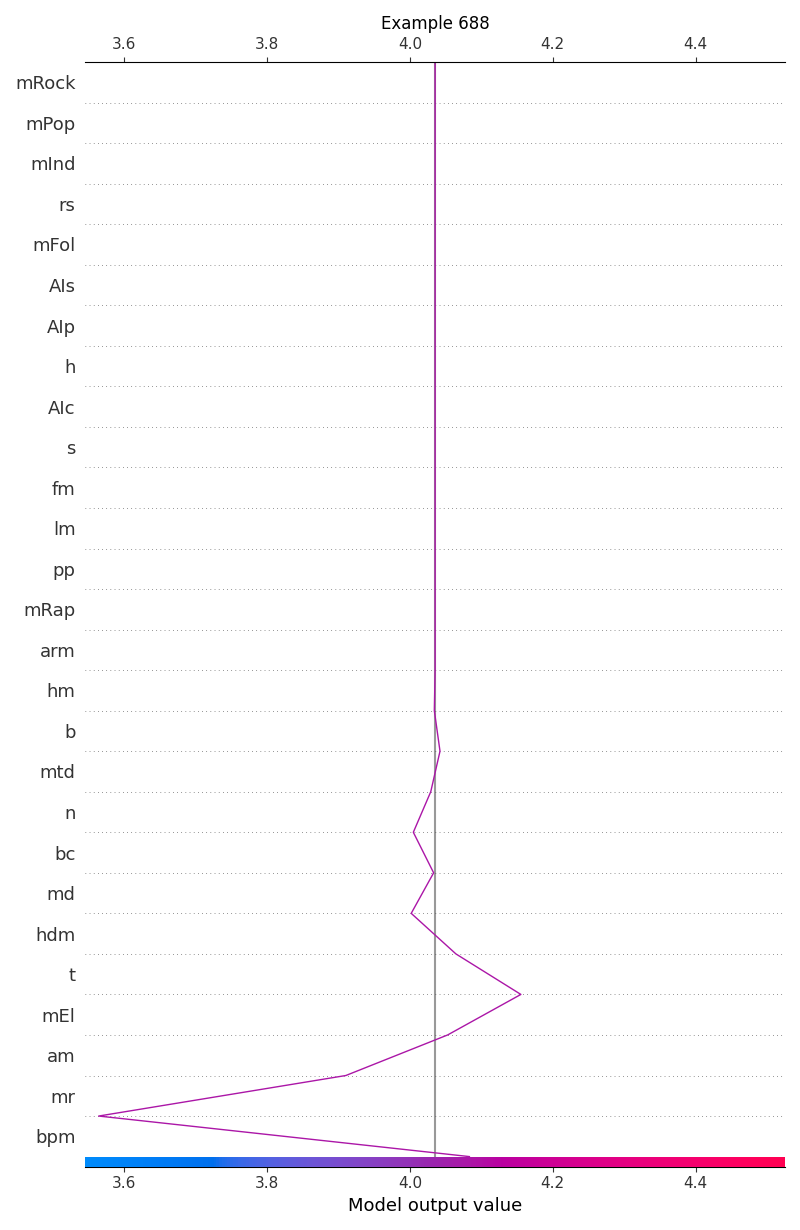 Example 688
3.6 3.8 4.0 4.2 4.4
mRock
mPop
mInd
rs
mFol
AIs
AIp
h
AIc
s
fm
lm
pp
mRap
arm
hm
b
mtd
n
bc
md
hdm
t
mEl
am
mr
bpm
3.6 3.8 4.0 4.2 4.4
Model output value